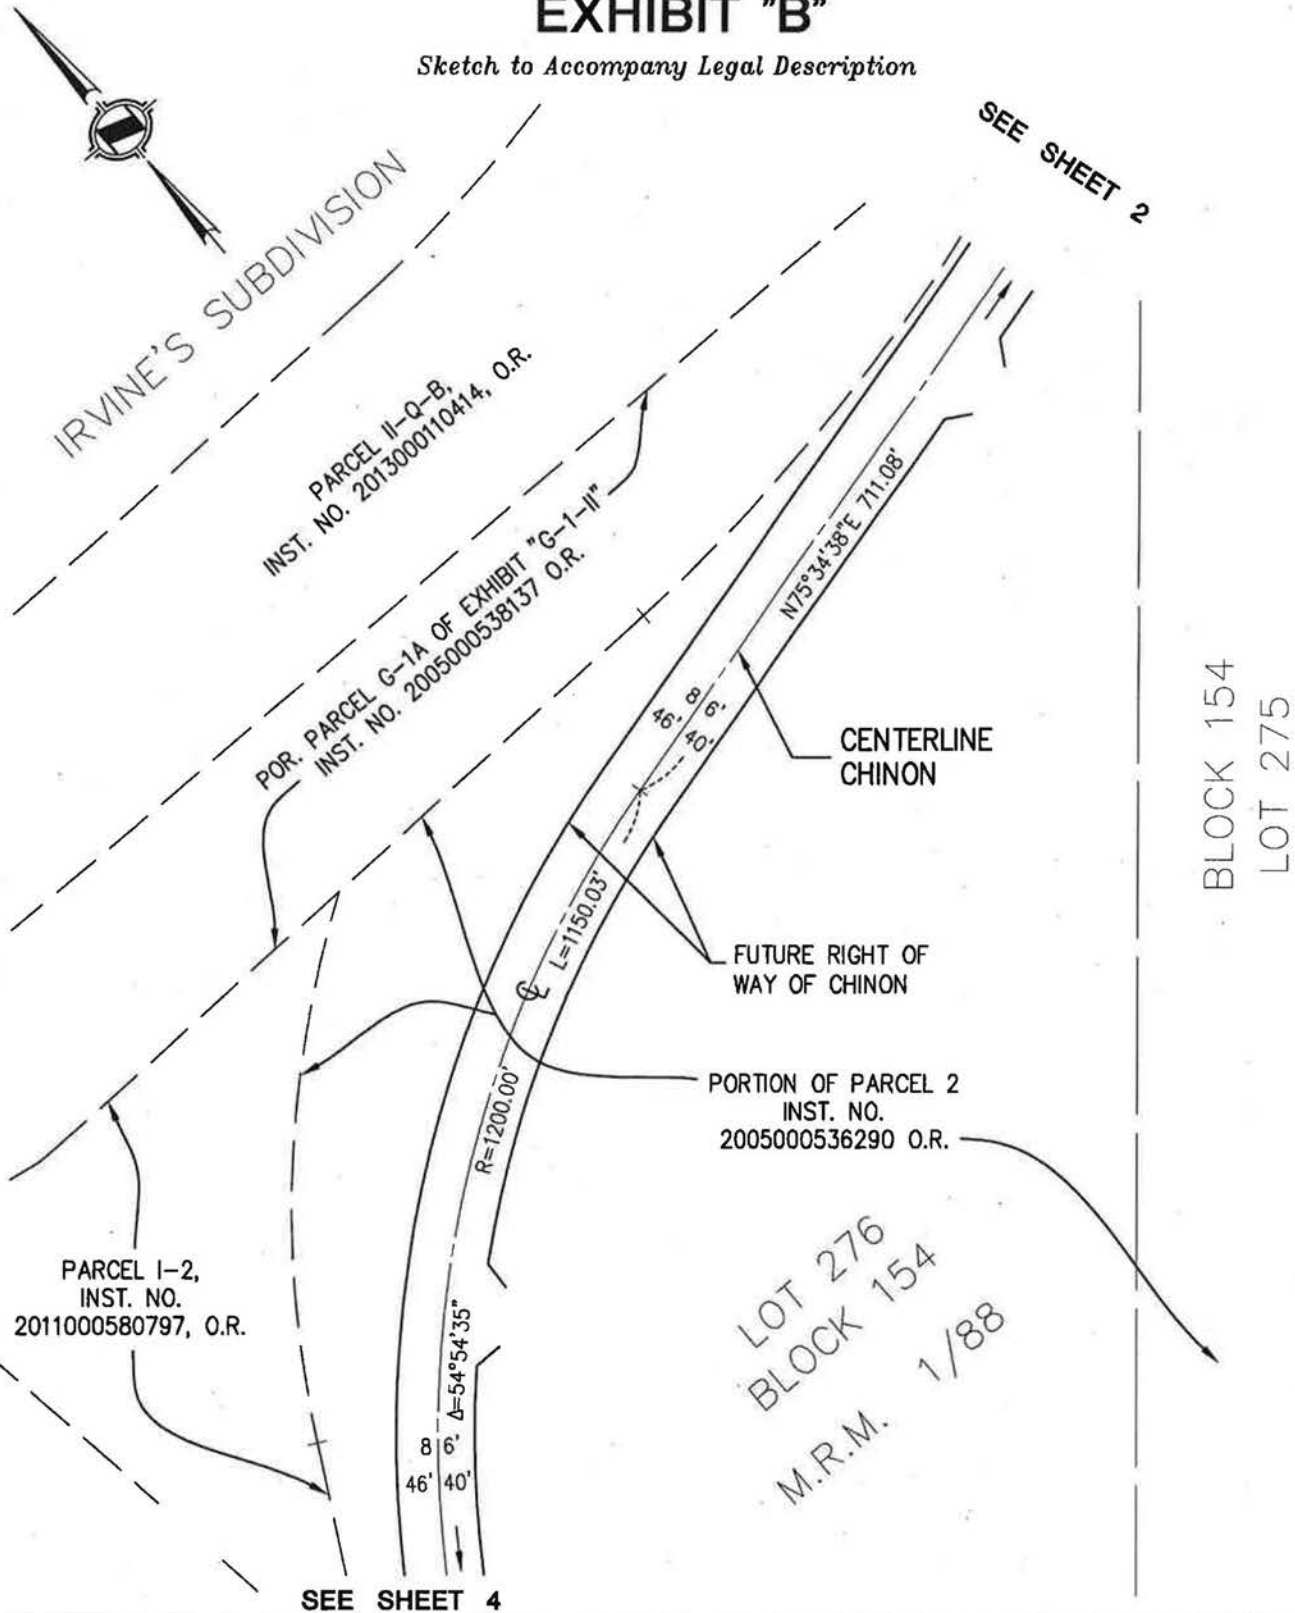 EXHIBIT "B"
Sketch to Accompany Legal Description
SEE SHEET 2
IRVINE'S SUBDIVISION
PARCEL II-Q-B,
INST. NO. 2013000110414, O.R.
POR. PARCEL G-1A OF EXHIBIT "G-1-II"
INST. NO. 2005000538137 O.R.
N75°34'38"E 711.08'
8 6'
46' 40'
CENTERLINE
CHINON
BLOCK 154
LOT 275
L=1150.03'
℄
FUTURE RIGHT OF
WAY OF CHINON
R=1200.00'
PORTION OF PARCEL 2
INST. NO.
2005000536290 O.R.
PARCEL I-2,
INST. NO.
2011000580797, O.R.
LOT 276
BLOCK 154
M.R.M. 1/88
Δ=54°54'35"
8 6'
46' 40'
SEE SHEET 4